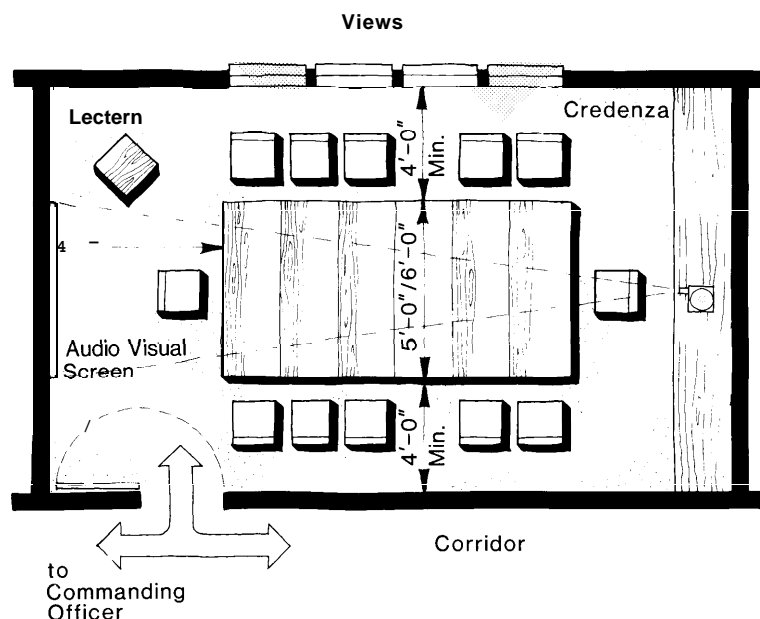 Views
Credenza
Lectern
4'-0"
Min.
4 -
5'-0"/6'-0"
Audio Visual
Screen
4'-0"
Min.
Corridor
to
Commanding
Officer